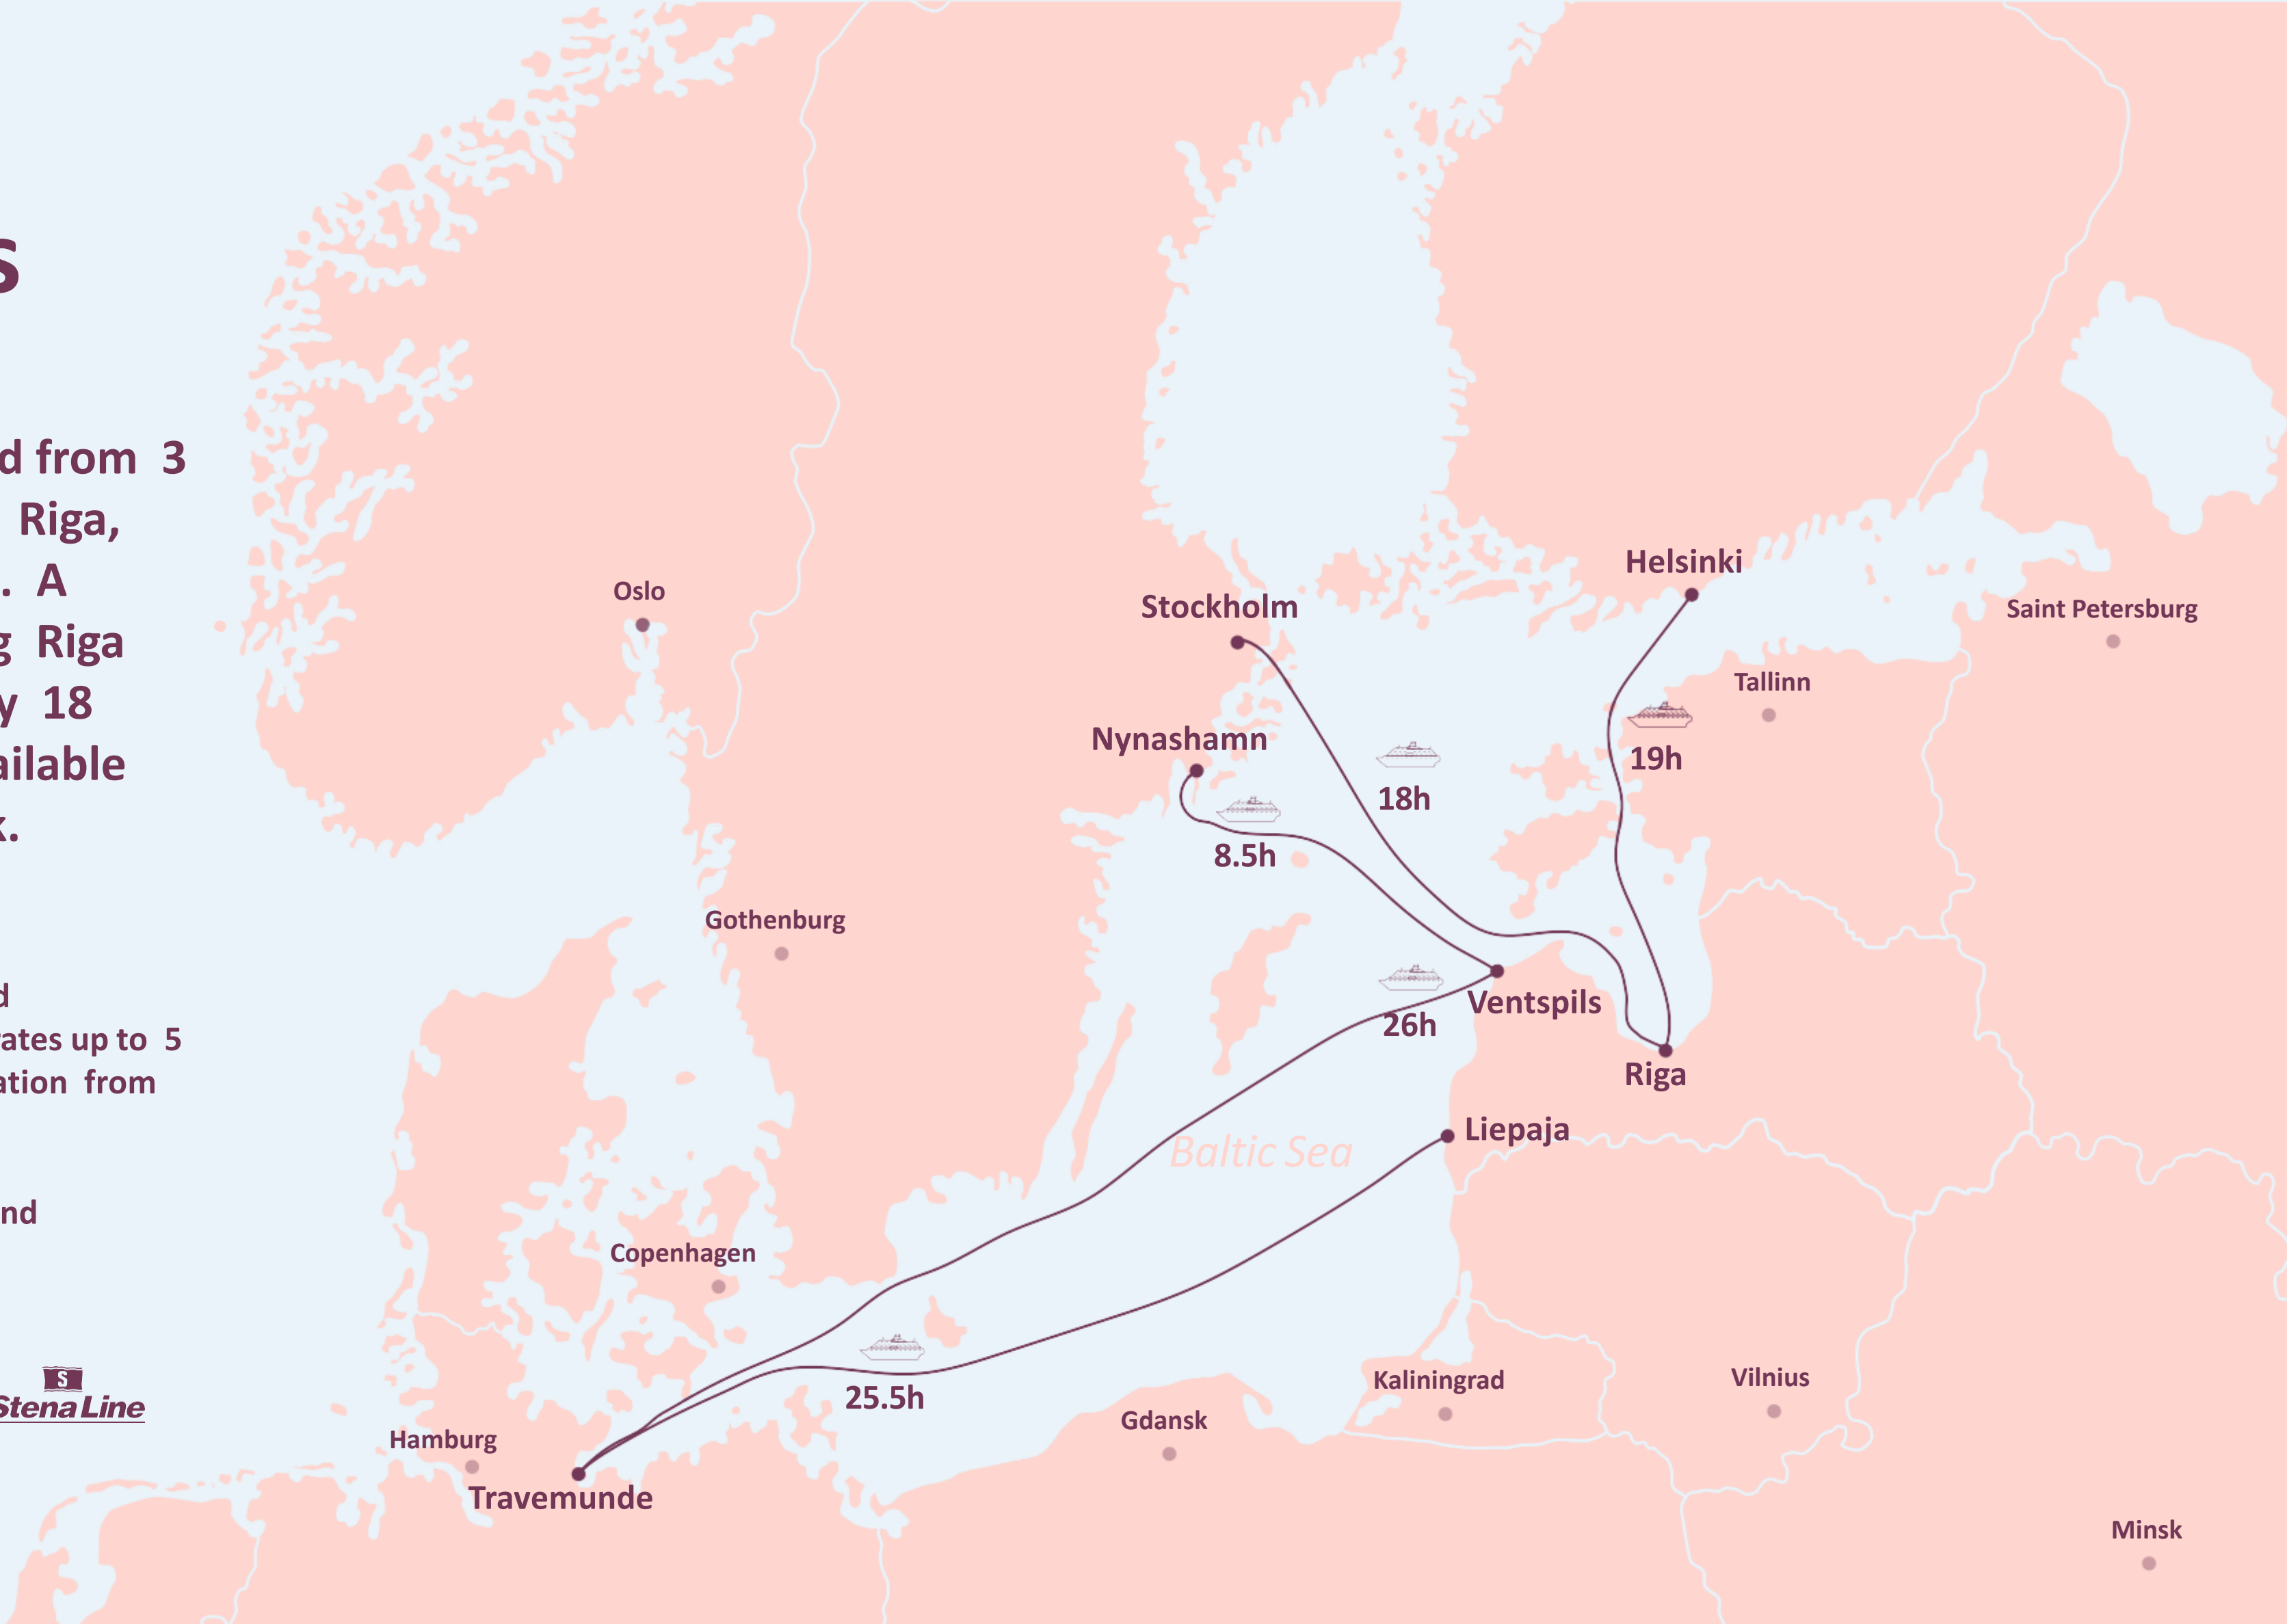 s
d from 3
Riga,
. A
g Riga
y 18
ailable
k.
d
rates up to 5
ation from
nd
S
Stena Line
Oslo
Stockholm
Helsinki
Saint Petersburg
Tallinn
Nynashamn
19h
18h
8.5h
Gothenburg
Ventspils
26h
Riga
Liepaja
Baltic Sea
Copenhagen
25.5h
Kaliningrad
Vilnius
Gdansk
Hamburg
Travemunde
Minsk